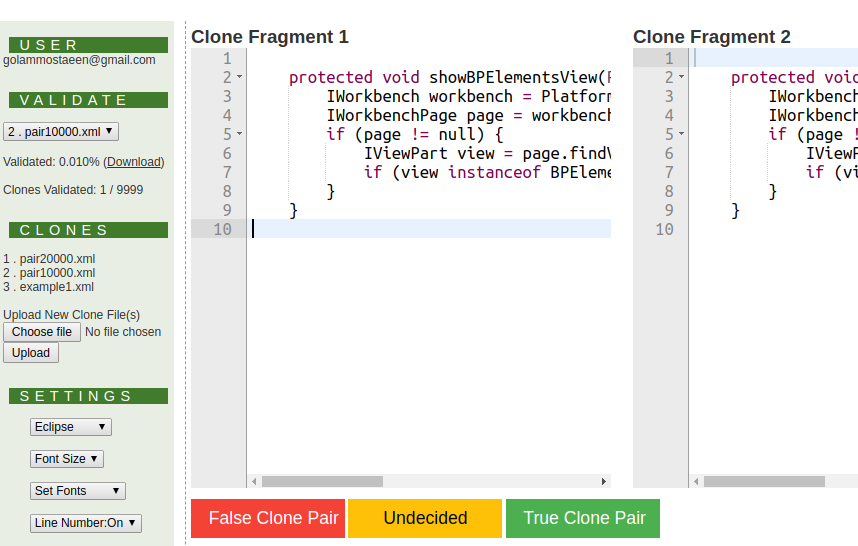 USER
golammostaeen@gmail.com
VALIDATE
2 . pair10000.xml
Validated: 0.010% (Download)
Clones Validated: 1 / 9999
CLONES
1 . pair20000.xml
2 . pair10000.xml
3 . example1.xml
Upload New Clone File(s)
Choose file No file chosen
Upload
SETTINGS
Eclipse
Font Size
Set Fonts
Line Number:On
Clone Fragment 1
1
2 protected void showBPElementsView(
3 IWorkbench workbench = Platform
4 IWorkbenchPage page = workbench
5 if (page != null) {
6 IViewPart view = page.find
7 if (view instanceof BPEleme
8 }
9 }
10
Clone Fragment 2
1
2 protected voi
3 IWorkbench
4 IWorkbench
5 if (page !
6 IViewP
7 if (vi
8 }
9 }
10
False Clone Pair
Undecided
True Clone Pair